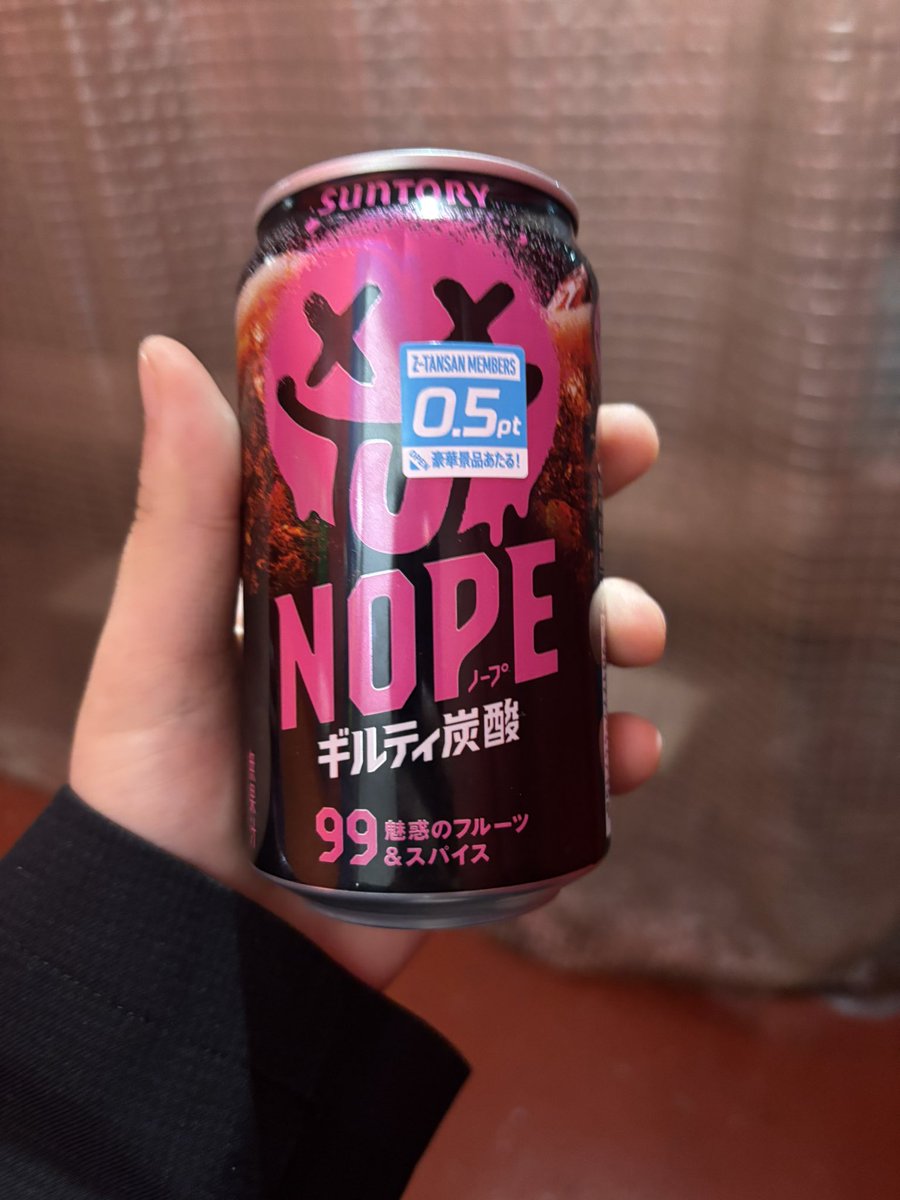 SUNTORY
Z-TANSAN MEMBERS
0.5pt
豪華景品あたる!
NOPE
ノープ
ギルティ炭酸
99 魅惑のフルーツ
&スパイス